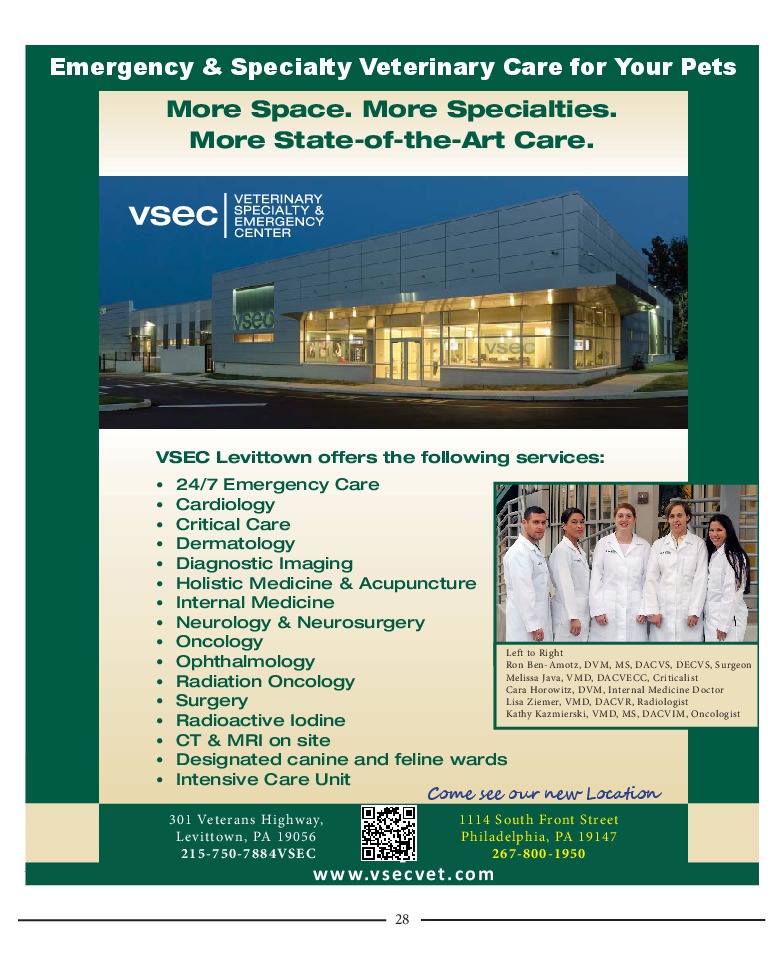 Emergency & Specialty Veterinary Care for Your Pets
More Space. More Specialties.
More State-of-the-Art Care.
vsec
VETERINARY
SPECIALTY &
EMERGENCY
CENTER
vsec
vsec
VSEC Levittown offers the following services:
• 24/7 Emergency Care
• Cardiology
• Critical Care
• Dermatology
• Diagnostic Imaging
• Holistic Medicine & Acupuncture
• Internal Medicine
• Neurology & Neurosurgery
• Oncology
• Ophthalmology
• Radiation Oncology
• Surgery
• Radioactive Iodine
• CT & MRI on site
• Designated canine and feline wards
• Intensive Care Unit
Left to Right
Ron Ben-Amotz, DVM, MS, DACVS, DECVS, Surgeon
Melissa Java, VMD, DACVECC, Criticalist
Cara Horowitz, DVM, Internal Medicine Doctor
Lisa Ziemer, VMD, DACVR, Radiologist
Kathy Kazmierski, VMD, MS, DACVIM, Oncologist
Come see our new Location
301 Veterans Highway,
Levittown, PA 19056
215-750-7884VSEC
1114 South Front Street
Philadelphia, PA 19147
267-800-1950
www.vsecvet.com
28